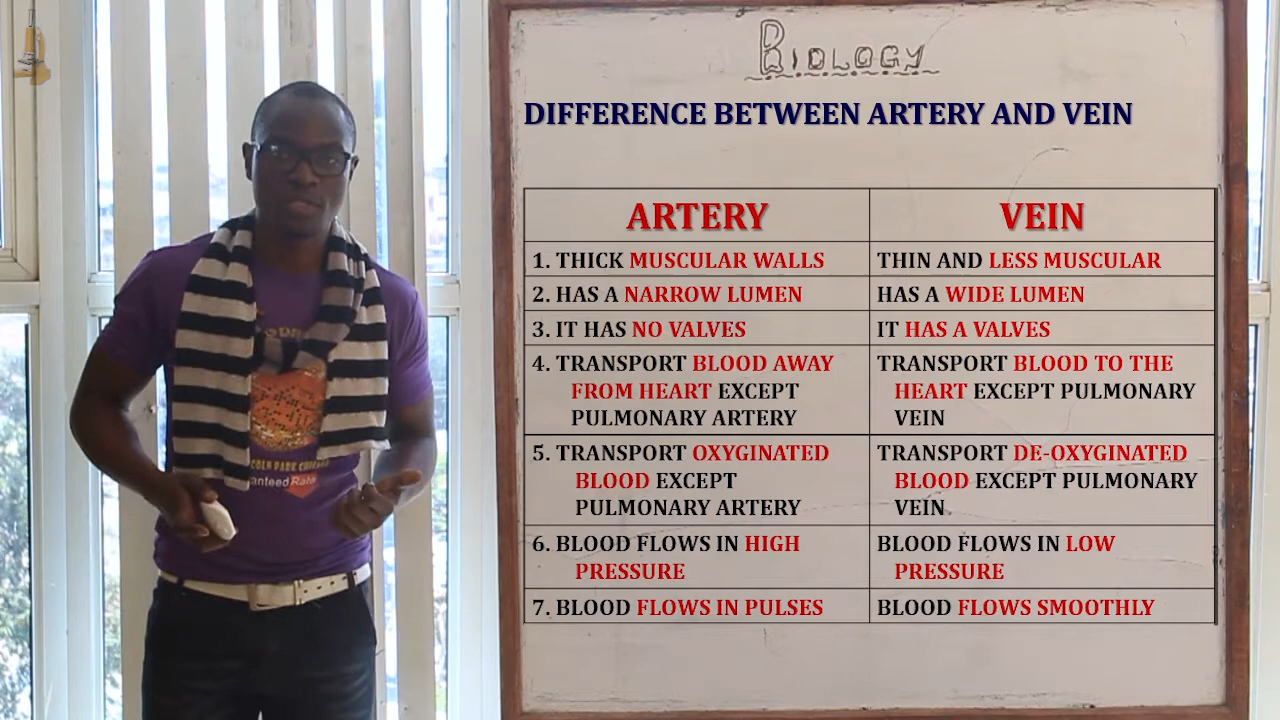 BIOLOGY
DIFFERENCE BETWEEN ARTERY AND VEIN
ARTERY VEIN
1. THICK MUSCULAR WALLS THIN AND LESS MUSCULAR
2. HAS A NARROW LUMEN HAS A WIDE LUMEN
3. IT HAS NO VALVES IT HAS A VALVES
4. TRANSPORT BLOOD AWAY
FROM HEART EXCEPT
PULMONARY ARTERY
TRANSPORT BLOOD TO THE
HEART EXCEPT PULMONARY
VEIN
5. TRANSPORT OXYGINATED
BLOOD EXCEPT
PULMONARY ARTERY
TRANSPORT DE-OXYGINATED
BLOOD EXCEPT PULMONARY
VEIN.
6. BLOOD FLOWS IN HIGH
PRESSURE
BLOOD FLOWS IN LOW
PRESSURE
7. BLOOD FLOWS IN PULSES BLOOD FLOWS SMOOTHLY
COLN PARK CHICAG
anteedRate